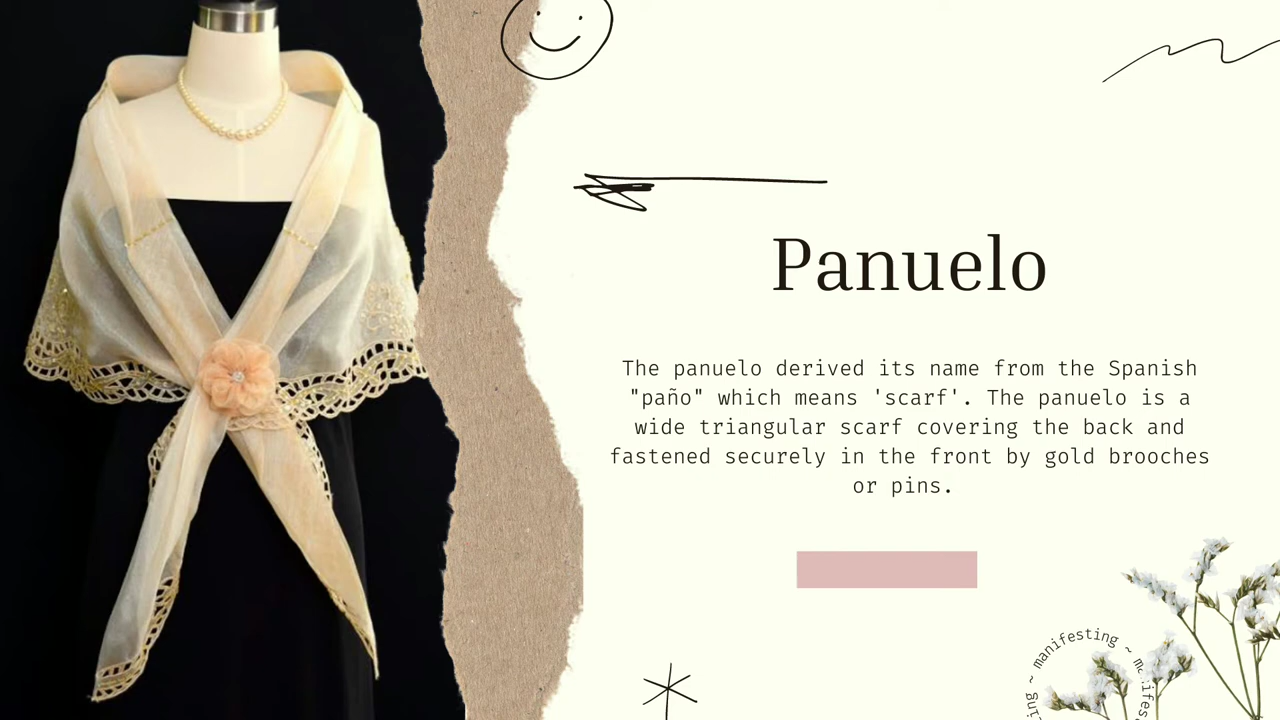 Panuelo
The panuelo derived its name from the Spanish
"paño" which means 'scarf'. The panuelo is a
wide triangular scarf covering the back and
fastened securely in the front by gold brooches
or pins.
~ manifesting ~